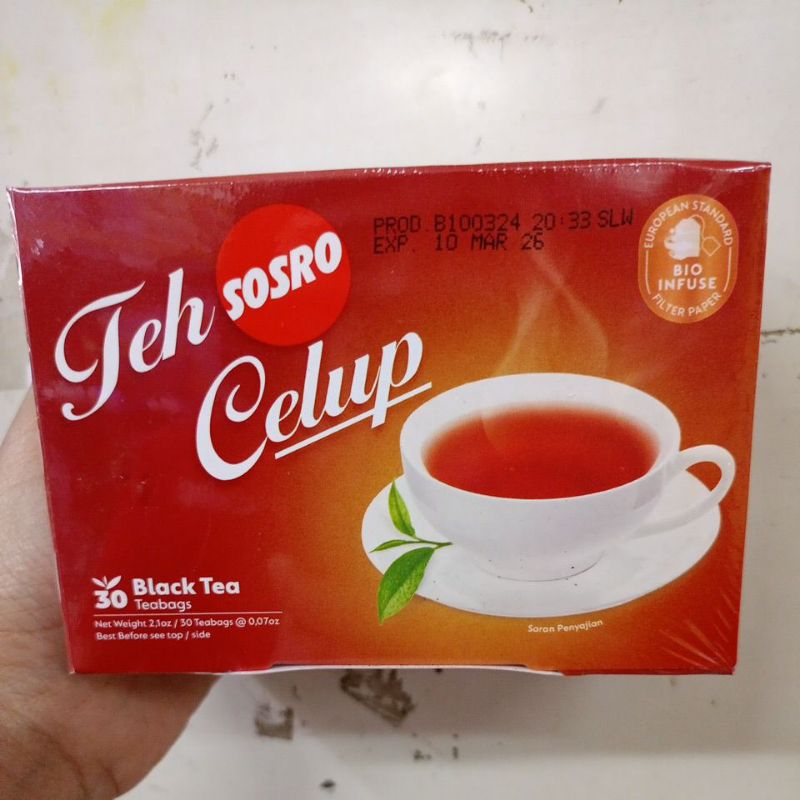 PROD.B100324 20:33 SLW
EXP. 10 MAR 26
Teh SOSRO
Celup
EUROPEAN STANDARD
BIO
INFUSE
FILTER PAPER
30 Black Tea
Teabags
Net Weight 2,1oz / 30 Teabags @ 0,07oz
Best Before see top / side
Saran Penyajian